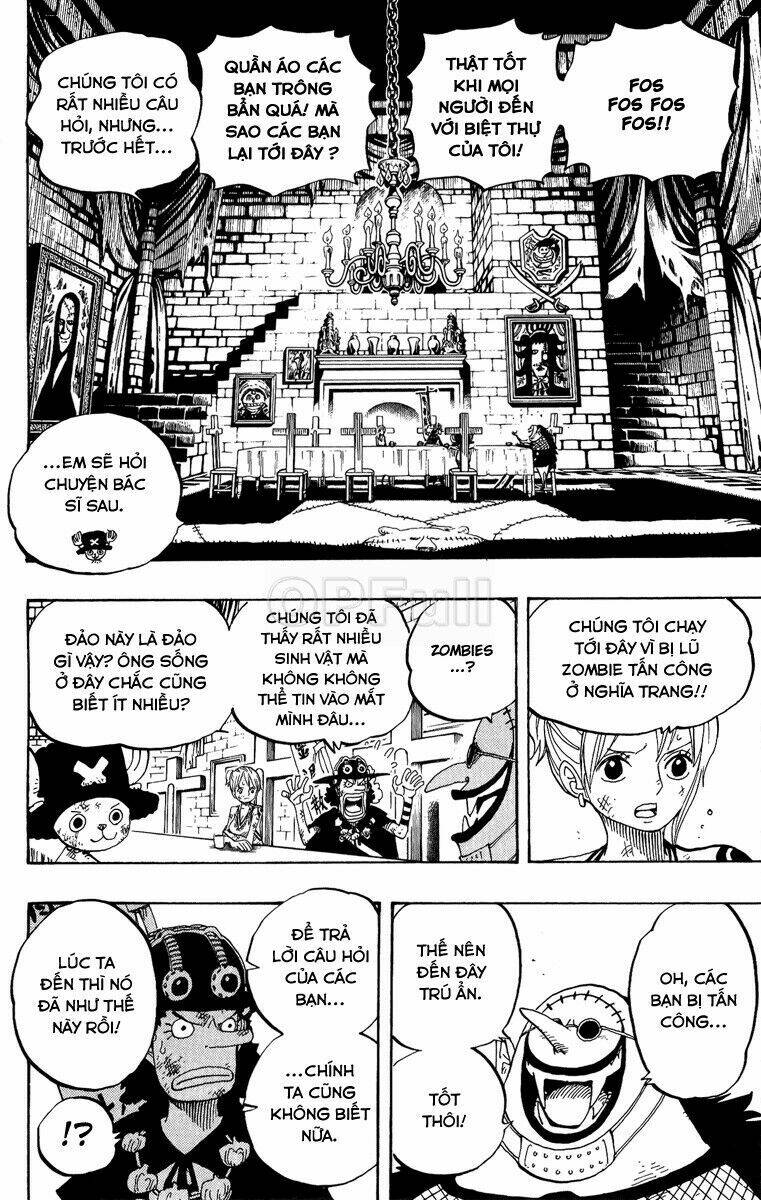 FOS
FOS FOS
FOS!!
THẬT TỐT
KHI MỌI
NGƯỜI ĐẾN
VỚI BIỆT THỰ
CỦA TÔI!
QUẦN ÁO CÁC
BẠN TRÔNG
BẨN QUÁ! MÀ
SAO CÁC BẠN
LẠI TỚI ĐÂY ?
CHÚNG TÔI CÓ
RẤT NHIỀU CÂU
HỎI, NHƯNG...
TRƯỚC HẾT...
...EM SẼ HỎI
CHUYỆN BÁC
SĨ SAU.
OPFull
CHÚNG TÔI CHẠY
TỚI ĐÂY VÌ BỊ LŨ
ZOMBIE TẤN CÔNG
Ở NGHĨA TRANG!!
ZOMBIES
...?
CHÚNG TÔI ĐÃ
THẤY RẤT NHIỀU
SINH VẬT MÀ
KHÔNG KHÔNG
THỂ TIN VÀO MẮT
MÌNH ĐÂU...
ĐẢO NÀY LÀ ĐẢO
GÌ VẬY? ÔNG SỐNG
Ở ĐÂY CHẮC CŨNG
BIẾT ÍT NHIỀU?
OH, CÁC
BẠN BỊ TẤN
CÔNG...
THẾ NÊN
ĐẾN ĐÂY
TRÚ ẨN.
TỐT
THÔI!
ĐỂ TRẢ
LỜI CÂU HỎI
CỦA CÁC
BẠN...
...CHÍNH
TA CŨNG
KHÔNG BIẾT
NỮA.
LÚC TA
ĐẾN THÌ NÓ
ĐÃ NHƯ THẾ
NÀY RỒI!
!?